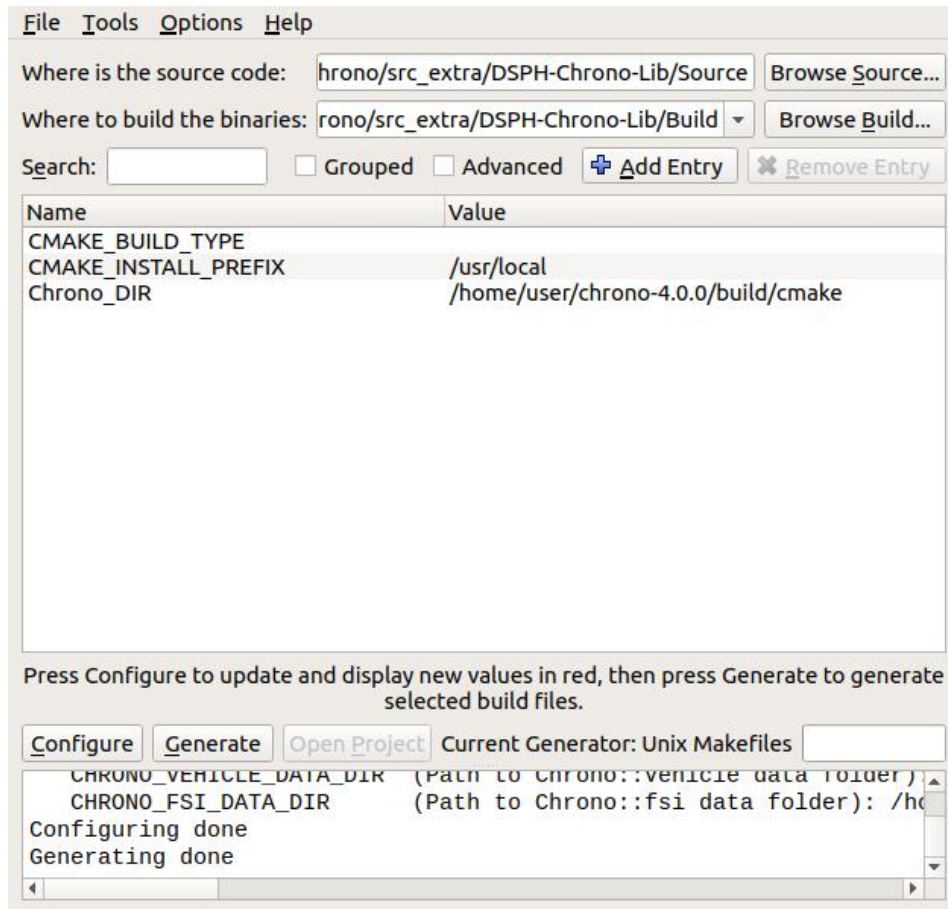 File Tools Options Help
Where is the source code: hrono/src_extra/DSPH-Chrono-Lib/Source Browse Source...
Where to build the binaries: rono/src_extra/DSPH-Chrono-Lib/Build Browse Build...
Search: Grouped Advanced Add Entry Remove Entry
Name Value
CMAKE_BUILD_TYPE
CMAKE_INSTALL_PREFIX /usr/local
Chrono_DIR /home/user/chrono-4.0.0/build/cmake
Press Configure to update and display new values in red, then press Generate to generate
selected build files.
Configure Generate Open Project Current Generator: Unix Makefiles
CHRONO_VEHICLE_DATA_DIR (Path to Chrono::Vehicle data folder):
CHRONO_FSI_DATA_DIR (Path to Chrono::fsi data folder): /ho
Configuring done
Generating done